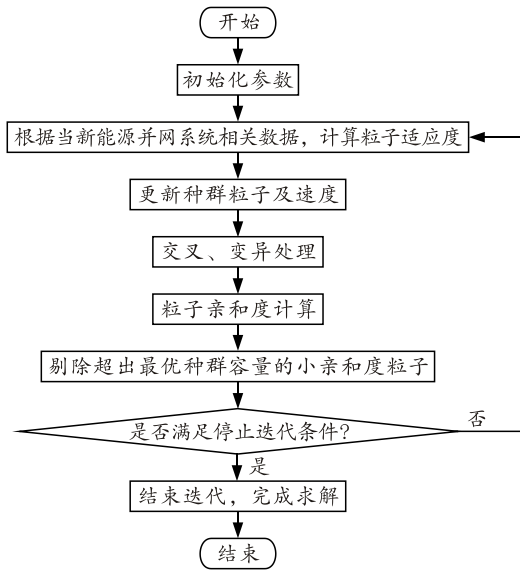 开始
初始化参数
根据当新能源并网系统相关数据，计算粒子适应度
更新种群粒子及速度
交叉、变异处理
粒子亲和度计算
剔除超出最优种群容量的小亲和度粒子
是否满足停止迭代条件?
否
是
结束迭代，完成求解
结束